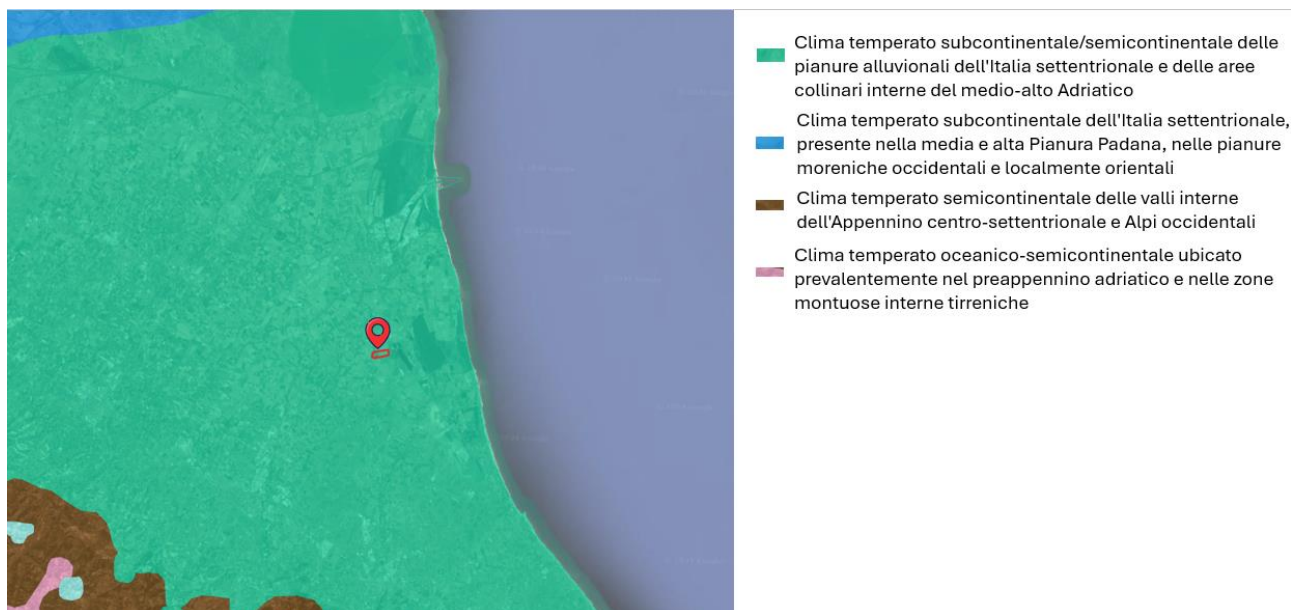 Clima temperato subcontinentale/semicontinentale delle
pianure alluvionali dell'Italia settentrionale e delle aree
collinari interne del medio-alto Adriatico
Clima temperato subcontinentale dell'Italia settentrionale,
presente nella media e alta Pianura Padana, nelle pianure
moreniche occidentali e localmente orientali
Clima temperato semicontinentale delle valli interne
dell'Appennino centro-settentrionale e Alpi occidentali
Clima temperato oceanico-semicontinentale ubicato
prevalentemente nel preappennino adriatico e nelle zone
montuose interne tirreniche